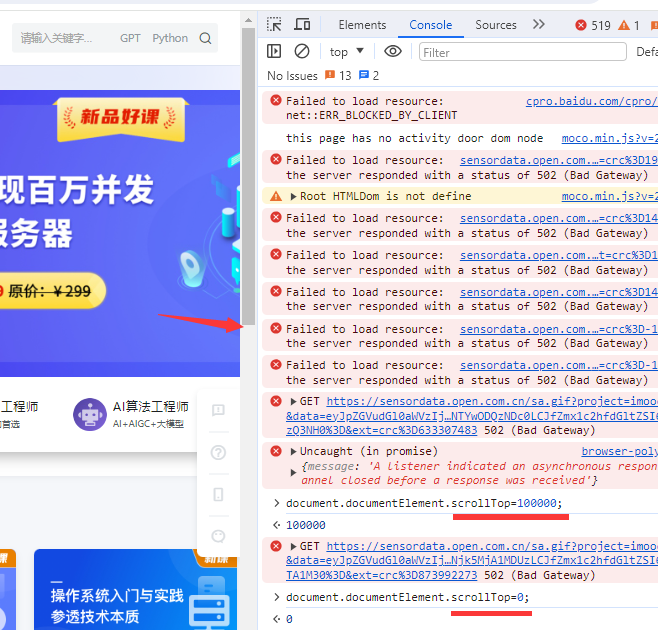 请输入关键字... GPT Python
新品好课
现百万并发
服务器
原价：¥299
工程师
AI算法工程师
首选
AI+AIGC+大模型
操作系统入门与实践
参透技术本质
Elements Console Sources 519 1
top Filter Defa
No Issues 13 2
Failed to load resource: cpro.baidu.com/cpro/
net::ERR_BLOCKED_BY_CLIENT
this page has no activity door dom node moco.min.js?v=2
Failed to load resource: sensordata.open.com.…=crc%3D19
the server responded with a status of 502 (Bad Gateway)
Root HTMLDom is not define moco.min.js?v=2
Failed to load resource: sensordata.open.com.…=crc%3D14
the server responded with a status of 502 (Bad Gateway)
Failed to load resource: sensordata.open.com.…t=crc%3D1
the server responded with a status of 502 (Bad Gateway)
Failed to load resource: sensordata.open.com.…=crc%3D14
the server responded with a status of 502 (Bad Gateway)
Failed to load resource: sensordata.open.com.…=crc%3D-1
the server responded with a status of 502 (Bad Gateway)
Failed to load resource: sensordata.open.com.…=crc%3D-1
the server responded with a status of 502 (Bad Gateway)
GET https://sensordata.open.com.cn/sa.gif?project=imoo
&data=eyJpZGVudGl0aWVzIj…NTYwODQzNDc0LCJfZmx1c2hfdGltZSI6
zQ3NH0%3D&ext=crc%3D633307483 502 (Bad Gateway)
Uncaught (in promise) browser-poly
{message: 'A listener indicated an asynchronous respon
annel closed before a response was received'}
document.documentElement.scrollTop=100000;
100000
GET https://sensordata.open.com.cn/sa.gif?project=imoo
&data=eyJpZGVudGl0aWVzIj…Njk5MjA1MDUzLCJfZmx1c2hfdGltZSI6
TA1M30%3D&ext=crc%3D873992273 502 (Bad Gateway)
document.documentElement.scrollTop=0;
0